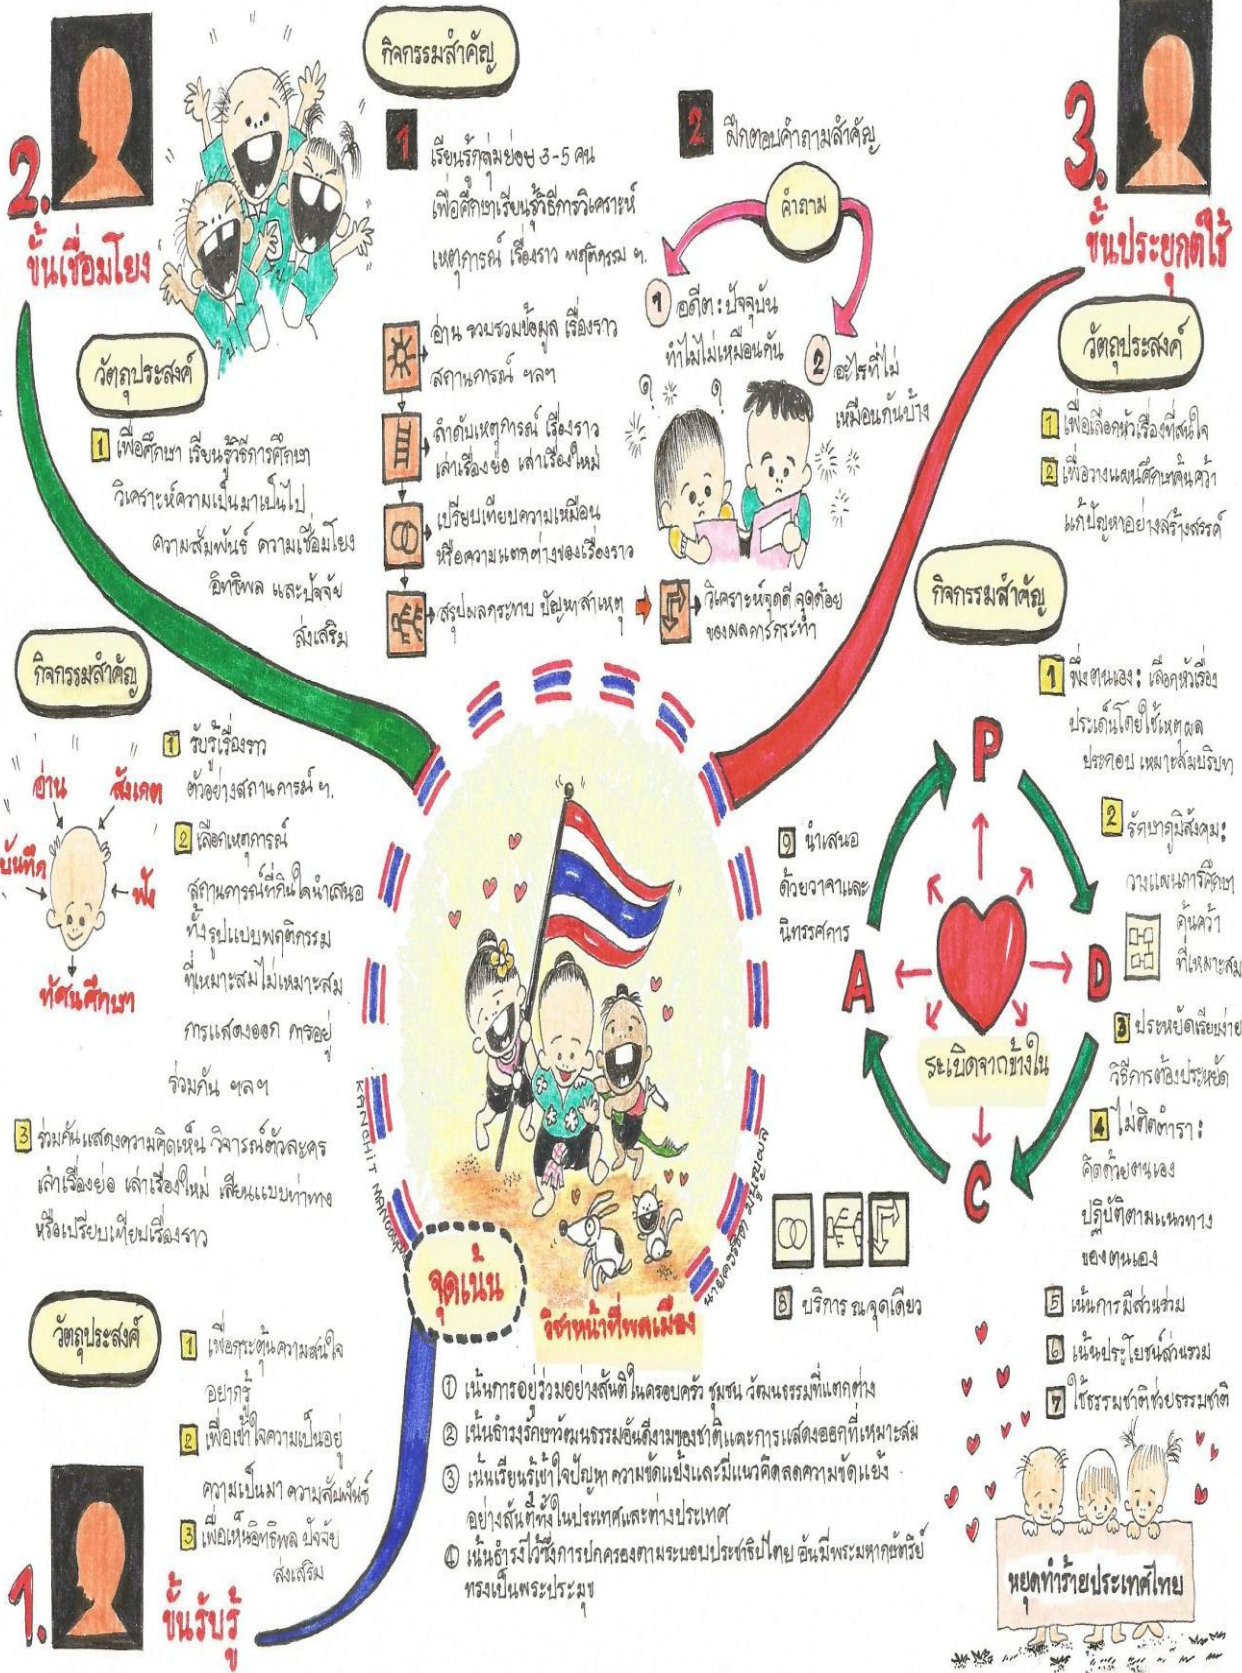 2.
ขั้นเชื่อมโยง
วัตถุประสงค์
1 เพื่อศึกษา เรียนรู้วิธีการศึกษา
วิเคราะห์ความเป็นมาเป็นไป
ความสัมพันธ์ ความเชื่อมโยง
อิทธิพล และปัจจัย
ส่งเสริม
กิจกรรมสำคัญ
1 เรียนรู้กลุ่มย่อย 3-5 คน
เพื่อศึกษาเรียนรู้วิธีการวิเคราะห์
เหตุการณ์ เรื่องราว พฤติกรรม ฯ.
อ่าน รวบรวมข้อมูล เรื่องราว
สถานการณ์ ฯลฯ
ลำดับเหตุการณ์ เรื่องราว
เล่าเรื่องย่อ เล่าเรื่องใหม่
เปรียบเทียบความเหมือน
หรือความแตกต่างของเรื่องราว
สรุปผลกระทบ ปัญหาสาเหตุ
วิเคราะห์จุดดี จุดด้อย
ของผลการกระทำ
2 ฝึกตอบคำถามสำคัญ
คำถาม
1 อดีต:ปัจจุบัน
ทำไมไม่เหมือนกัน
2 อะไรที่ไม่
เหมือนกันบ้าง
? ?
3.
ขั้นประยุกต์ใช้
วัตถุประสงค์
1 เพื่อเลือกหัวเรื่องที่สนใจ
2 เพื่อวางแผนศึกษาค้นคว้า
แก้ปัญหาอย่างสร้างสรรค์
กิจกรรมสำคัญ
1 พึ่งตนเอง: เลือกหัวเรื่อง
ประเด็นโดยใช้เหตุผล
ประกอบ เหมาะสมบริบท
2 รักษาภูมิสังคม:
วางแผนการศึกษา
ค้นคว้า
ที่เหมาะสม
3 ประหยัดเรียบง่าย
วิธีการต้องประหยัด
4 ไม่ติดตำรา:
คิดด้วยตนเอง
ปฏิบัติตามแนวทาง
ของตนเอง
5 เน้นการมีส่วนร่วม
6 เน้นประโยชน์ส่วนรวม
7 ใช้ธรรมชาติช่วยธรรมชาติ
8 บริการ ณ จุดเดียว
9 นำเสนอ
ด้วยวาจาและ
นิทรรศการ
P
D
C
A
ระเบิดจากข้างใน
หยุดทำร้ายประเทศไทย
กิจกรรมสำคัญ
1 รับรู้เรื่องราว
ตัวอย่างสถานการณ์ ฯ.
2 เลือกเหตุการณ์
สถานการณ์ที่กินใจนำเสนอ
ทั้งรูปแบบพฤติกรรม
ที่เหมาะสมไม่เหมาะสม
การแสดงออก การอยู่
ร่วมกัน ฯลฯ
3 ร่วมกันแสดงความคิดเห็น วิจารณ์ตัวละคร
เล่าเรื่องย่อ เล่าเรื่องใหม่ เลียนแบบท่าทาง
หรือเปรียบเทียบเรื่องราว
อ่าน
สังเกต
บันทึก
ฟัง
ทัศนศึกษา
วัตถุประสงค์
1 เพื่อกระตุ้นความสนใจ
อยากรู้
2 เพื่อเข้าใจความเป็นอยู่
ความเป็นมา ความสัมพันธ์
3 เพื่อเห็นอิทธิพล ปัจจัย
ส่งเสริม
1.
ขั้นรับรู้
จุดเน้น
วิชาหน้าที่พลเมือง
① เน้นการอยู่ร่วมอย่างสันติในครอบครัว ชุมชน วัฒนธรรมที่แตกต่าง
② เน้นธำรงรักษาวัฒนธรรมอันดีงามของชาติและการแสดงออกที่เหมาะสม
③ เน้นเรียนรู้เข้าใจปัญหา ความขัดแย้งและมีแนวคิดลดความขัดแย้ง
อย่างสันติทั้งในประเทศและต่างประเทศ
④ เน้นธำรงไว้ซึ่งการปกครองตามระบอบประชาธิปไตย อันมีพระมหากษัตริย์
ทรงเป็นพระประมุข